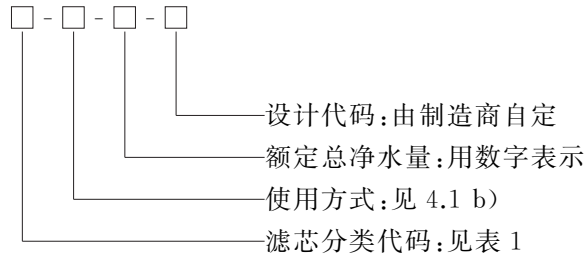 □-□-□-□
设计代码:由制造商自定
额定总净水量:用数字表示
使用方式:见 4.1 b)
滤芯分类代码:见表 1